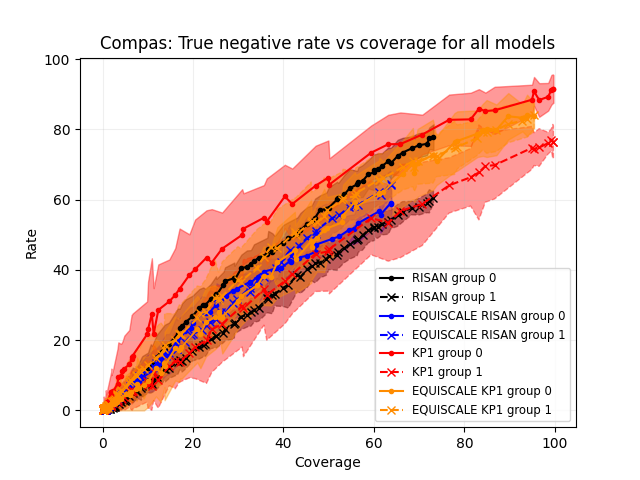 Compas: True negative rate vs coverage for all models
100
80
60
40
20
0
Rate
0 20 40 60 80 100
Coverage
RISAN group 0
RISAN group 1
EQUISCALE RISAN group 0
EQUISCALE RISAN group 1
KP1 group 0
KP1 group 1
EQUISCALE KP1 group 0
EQUISCALE KP1 group 1